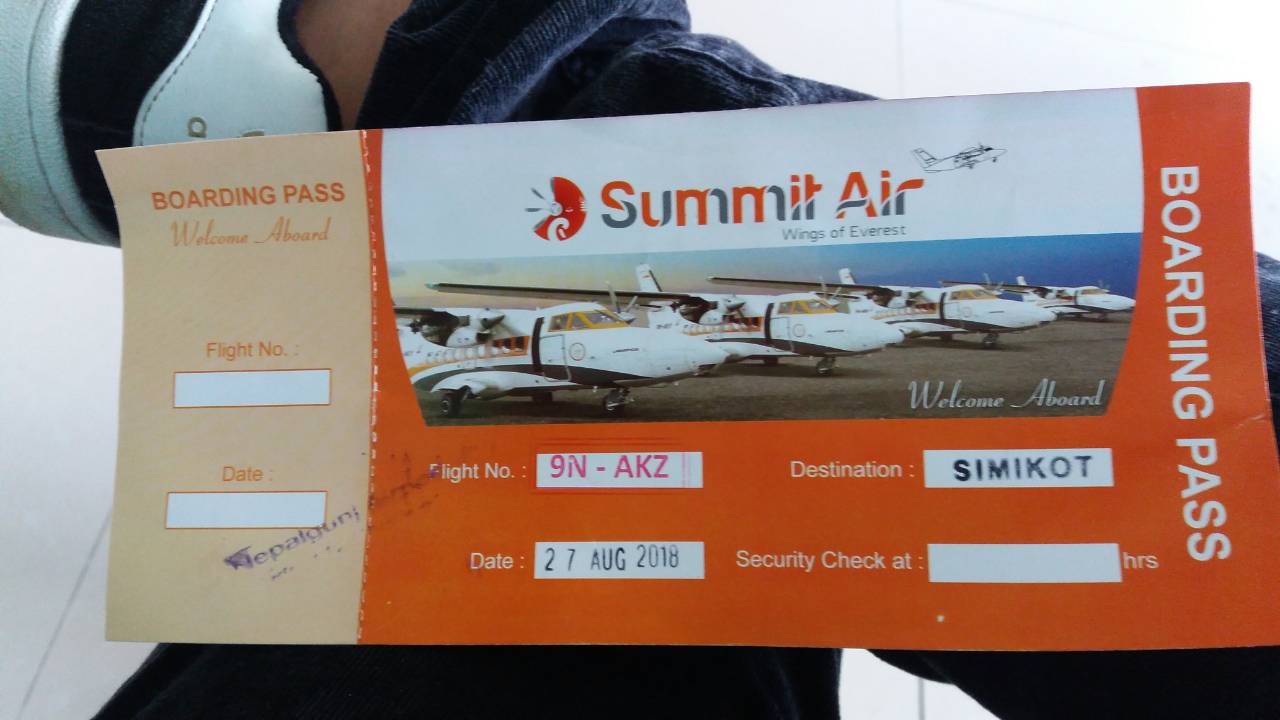 BOARDING PASS
Welcome Aboard
Flight No. :
Date :
Nepalgunj
Summit Air
Wings of Everest
Welcome Aboard
Flight No. : 9N - AKZ
Destination : SIMIKOT
Date : 27 AUG 2018
Security Check at : hrs
BOARDING PASS